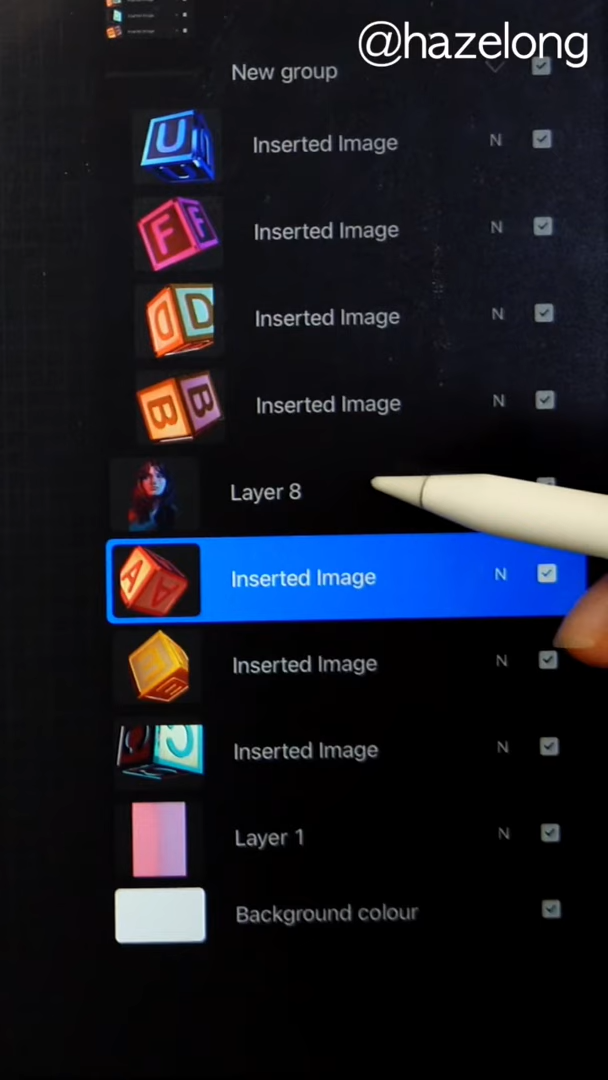 @hazelong
New group
U
Inserted Image N
F F
Inserted Image N
D D
Inserted Image N
B B
Inserted Image N
Layer 8
A A
Inserted Image N
E
Inserted Image N
C
Inserted Image N
Layer 1 N
Background colour